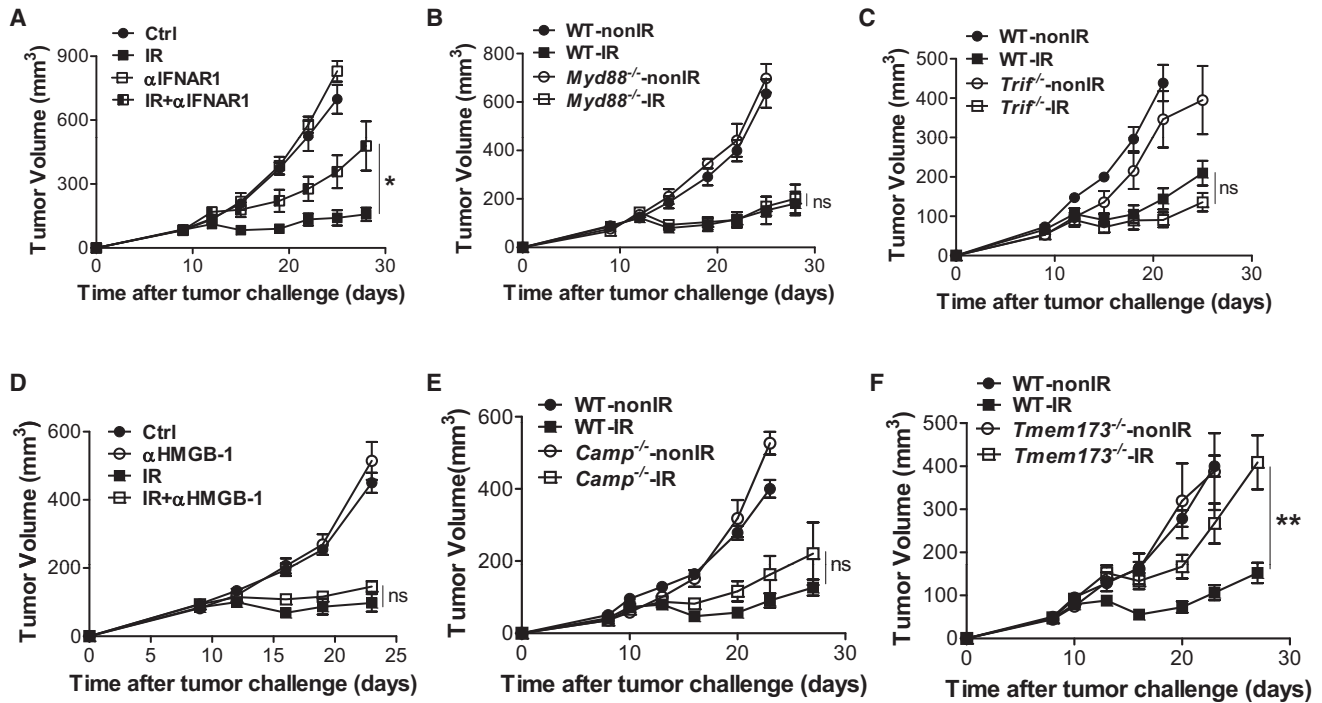 A
Ctrl
IR
αIFNAR1
IR+αIFNAR1
900
600
300
0
Tumor Volume (mm³)
*
0 10 20 30
Time after tumor challenge (days)
B
WT-nonIR
WT-IR
Myd88-/--nonIR
Myd88-/--IR
800
600
400
200
0
Tumor Volume (mm³)
ns
0 10 20 30
Time after tumor challenge (days)
C
WT-nonIR
WT-IR
Trif-/--nonIR
Trif-/--IR
500
400
300
200
100
0
Tumor Volume (mm³)
ns
0 10 20 30
Time after tumor challenge (days)
D
Ctrl
αHMGB-1
IR
IR+αHMGB-1
600
400
200
0
Tumor Volume (mm³)
ns
0 5 10 15 20 25
Time after tumor challenge (days)
E
WT-nonIR
WT-IR
Camp-/--nonIR
Camp-/--IR
600
400
200
0
Tumor Volume(mm³)
ns
0 10 20 30
Time after tumor challenge (days)
F
WT-nonIR
WT-IR
Tmem173-/--nonIR
Tmem173-/--IR
500
400
300
200
100
0
Tumor Volume (mm³)
**
0 10 20 30
Time after tumor challenge (days)